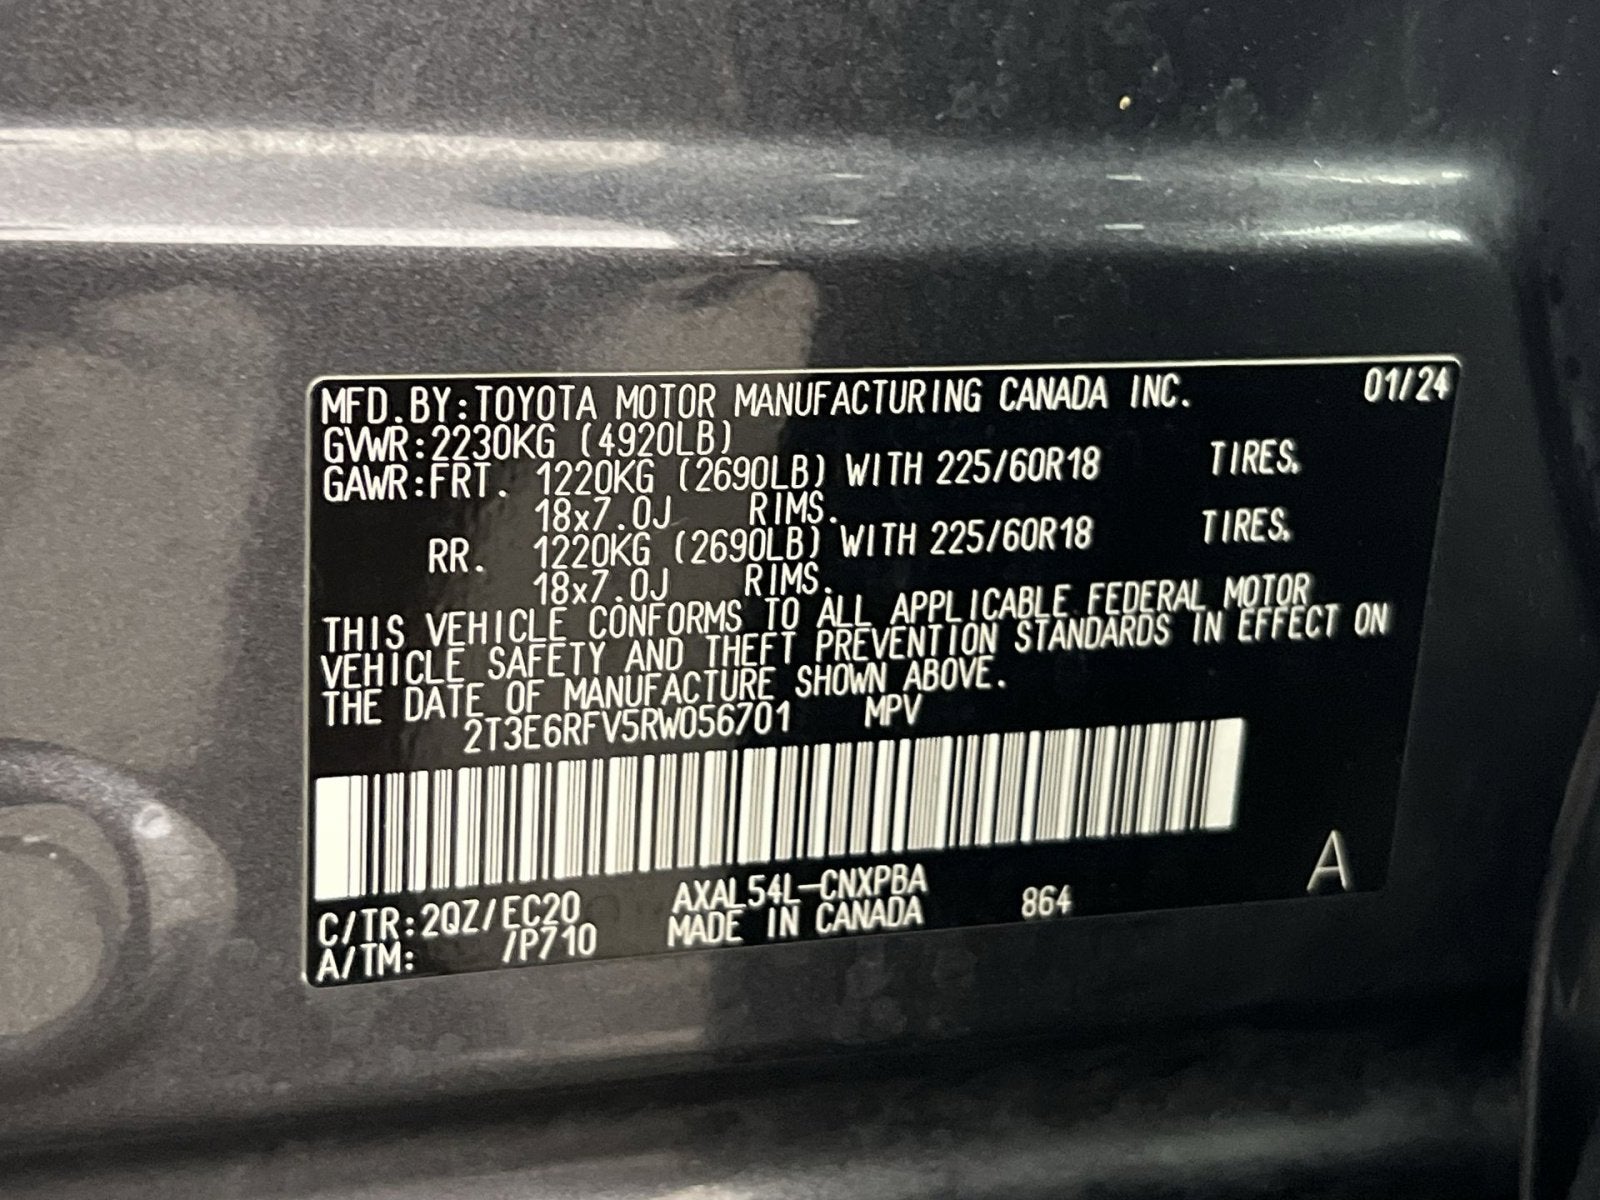 MFD.BY:TOYOTA MOTOR MANUFACTURING CANADA INC. 01/24
GVWR:2230KG (4920LB)
GAWR:FRT. 1220KG (2690LB) WITH 225/60R18 TIRES,
18x7.0J RIMS.
RR. 1220KG (2690LB) WITH 225/60R18 TIRES,
18x7.0J RIMS.
THIS VEHICLE CONFORMS TO ALL APPLICABLE FEDERAL MOTOR
VEHICLE SAFETY AND THEFT PREVENTION STANDARDS IN EFFECT ON
THE DATE OF MANUFACTURE SHOWN ABOVE.
2T3E6RFV5RW056701 MPV
C/TR:2QZ/EC20 AXAL54L-CNXPBA 864 A
A/TM: /P710 MADE IN CANADA